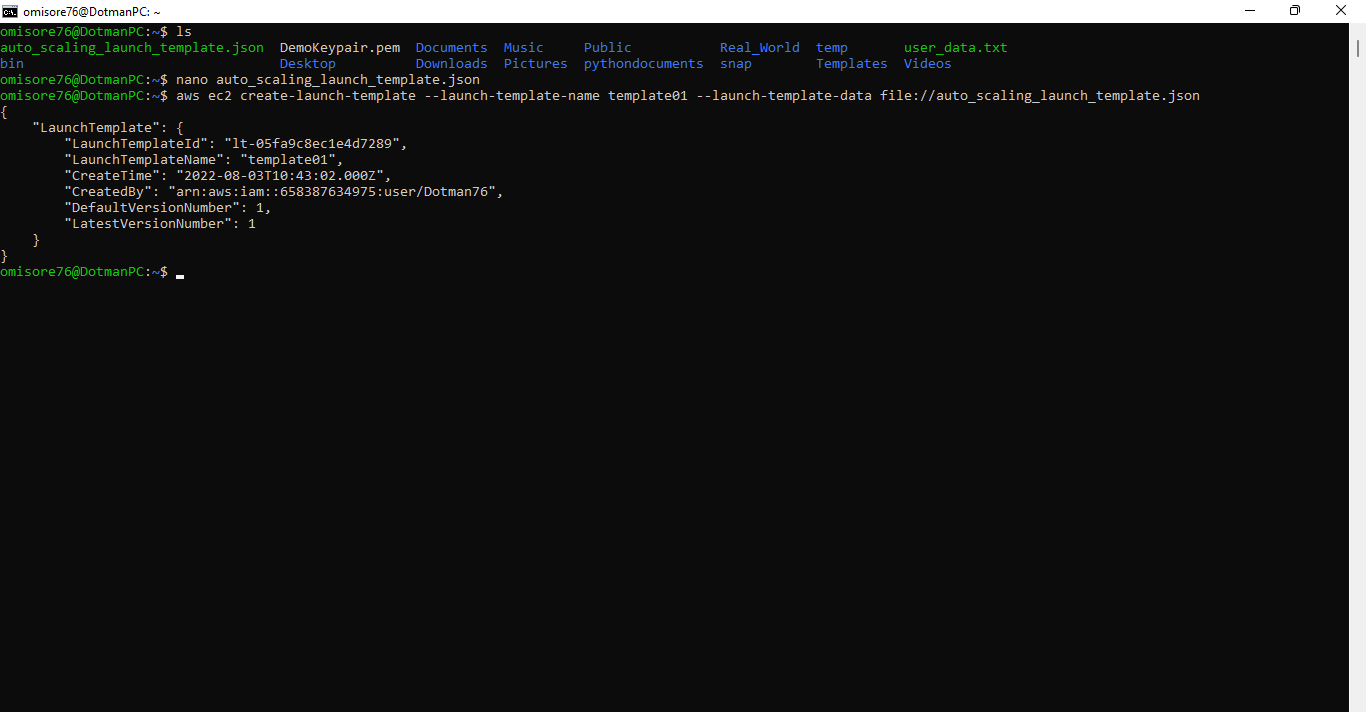 omisore76@DotmanPC: ~
omisore76@DotmanPC:~$ ls
auto_scaling_launch_template.json  DemoKeypair.pem  Documents  Music     Public           Real_World  temp       user_data.txt
bin                                Desktop          Downloads  Pictures  pythondocuments  snap        Templates  Videos
omisore76@DotmanPC:~$ nano auto_scaling_launch_template.json
omisore76@DotmanPC:~$ aws ec2 create-launch-template --launch-template-name template01 --launch-template-data file://auto_scaling_launch_template.json
{
    "LaunchTemplate": {
        "LaunchTemplateId": "lt-05fa9c8ec1e4d7289",
        "LaunchTemplateName": "template01",
        "CreateTime": "2022-08-03T10:43:02.000Z",
        "CreatedBy": "arn:aws:iam::658387634975:user/Dotman76",
        "DefaultVersionNumber": 1,
        "LatestVersionNumber": 1
    }
}
omisore76@DotmanPC:~$